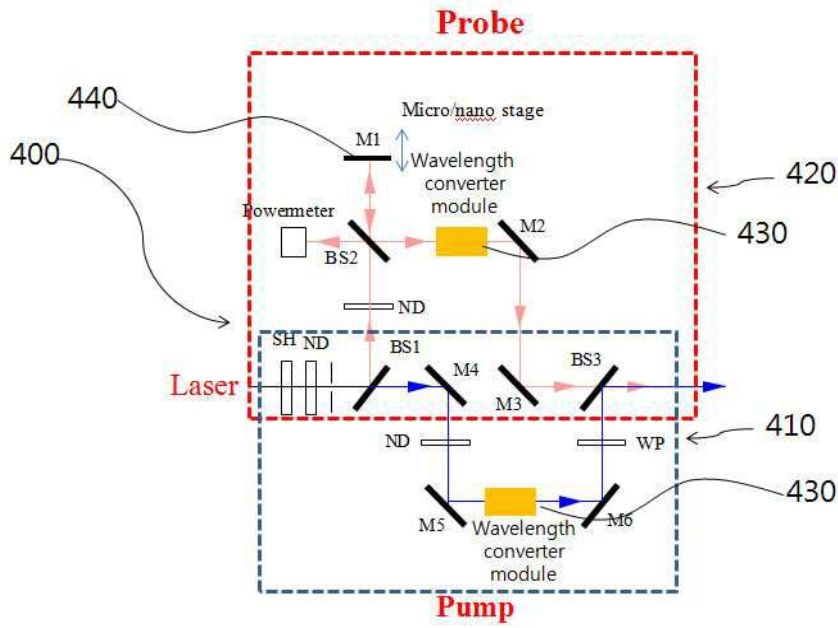 Probe
440
Micro/nano stage
M1
400
Wavelength
converter
module
420
Powermeter
M2
430
BS2
ND
SH
ND
BS1
M4
BS3
Laser
M3
410
ND
WP
430
M5
M6
Wavelength
converter
module
Pump